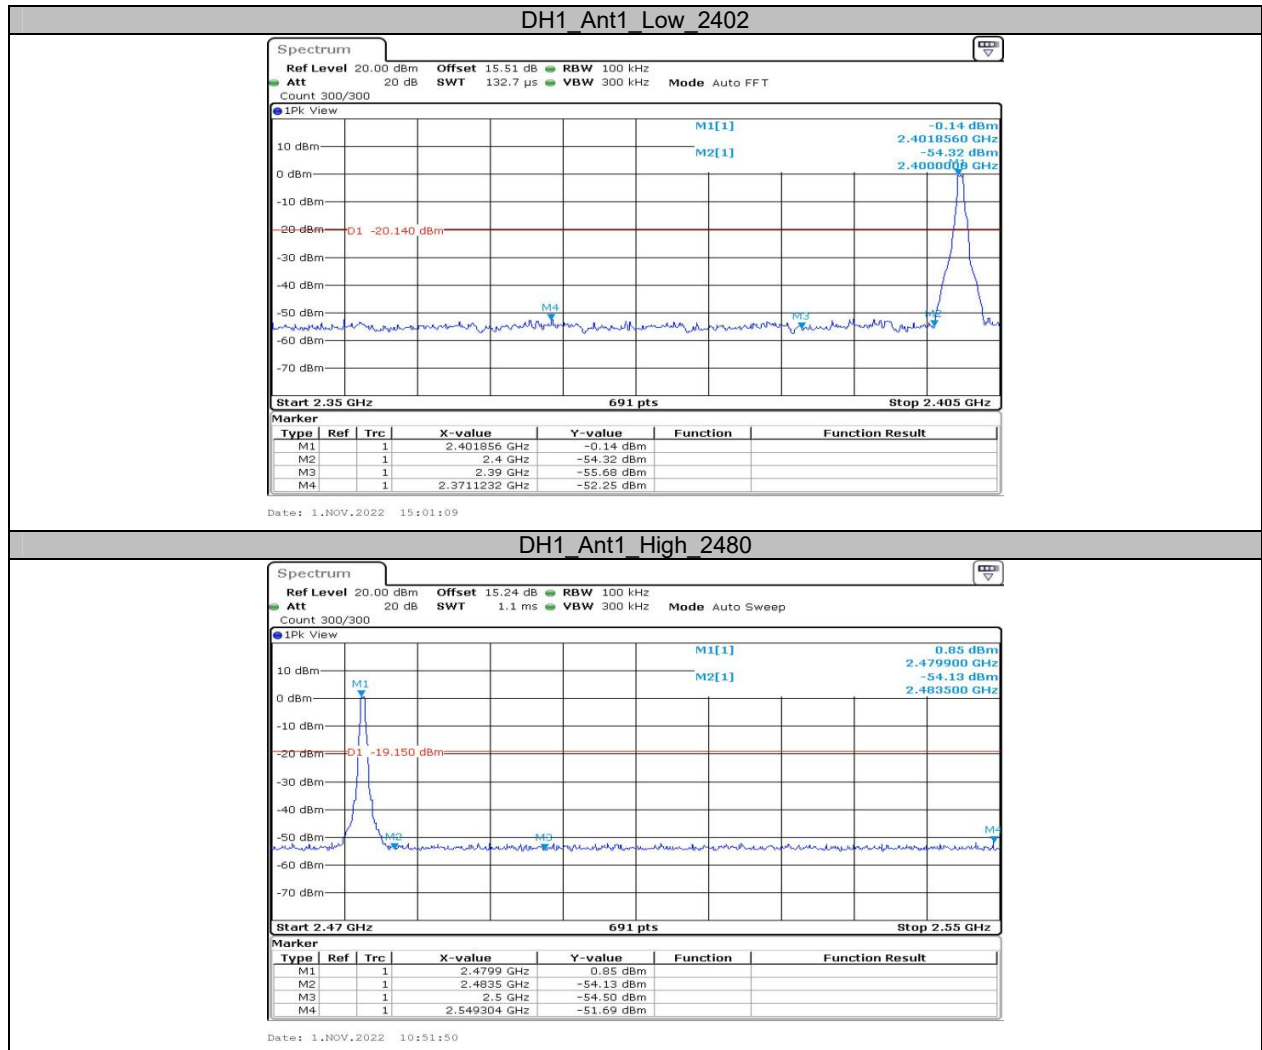 DH1_Ant1_Low_2402
Spectrum
Ref Level 20.00 dBm Offset 15.51 dB RBW 100 kHz
Att 20 dB SWT 132.7 µs VBW 300 kHz Mode Auto FFT
Count 300/300
1Pk View
M1[1] -0.14 dBm
2.4018560 GHz
M2[1] -54.32 dBm
2.4000000 GHz
M1
10 dBm
0 dBm
-10 dBm
-20 dBm D1 -20.140 dBm
-30 dBm
-40 dBm
-50 dBm
M4 M3 M2
-60 dBm
-70 dBm
Start 2.35 GHz 691 pts Stop 2.405 GHz
Marker
Type Ref Trc X-value Y-value Function Function Result
M1 1 2.401856 GHz -0.14 dBm
M2 1 2.4 GHz -54.32 dBm
M3 1 2.39 GHz -55.68 dBm
M4 1 2.3711232 GHz -52.25 dBm
Date: 1.NOV.2022 15:01:09
DH1_Ant1_High_2480
Spectrum
Ref Level 20.00 dBm Offset 15.24 dB RBW 100 kHz
Att 20 dB SWT 1.1 ms VBW 300 kHz Mode Auto Sweep
Count 300/300
1Pk View
M1[1] 0.85 dBm
2.479900 GHz
M2[1] -54.13 dBm
2.483500 GHz
10 dBm
M1
0 dBm
-10 dBm
-20 dBm D1 -19.150 dBm
-30 dBm
-40 dBm
-50 dBm
M2 M3 M4
-60 dBm
-70 dBm
Start 2.47 GHz 691 pts Stop 2.55 GHz
Marker
Type Ref Trc X-value Y-value Function Function Result
M1 1 2.4799 GHz 0.85 dBm
M2 1 2.4835 GHz -54.13 dBm
M3 1 2.5 GHz -54.50 dBm
M4 1 2.549304 GHz -51.69 dBm
Date: 1.NOV.2022 10:51:50